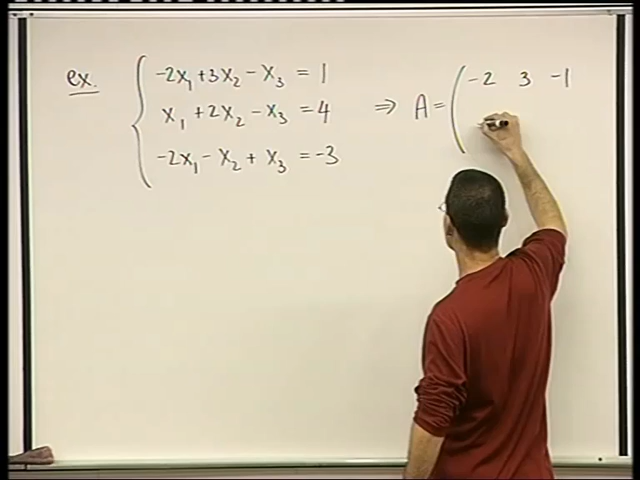 ex. -2x₁+3x₂-x₃ = 1
x₁+2x₂-x₃=4 ⇒ A= ( -2 3 -1
-2x₁-x₂+x₃=-3